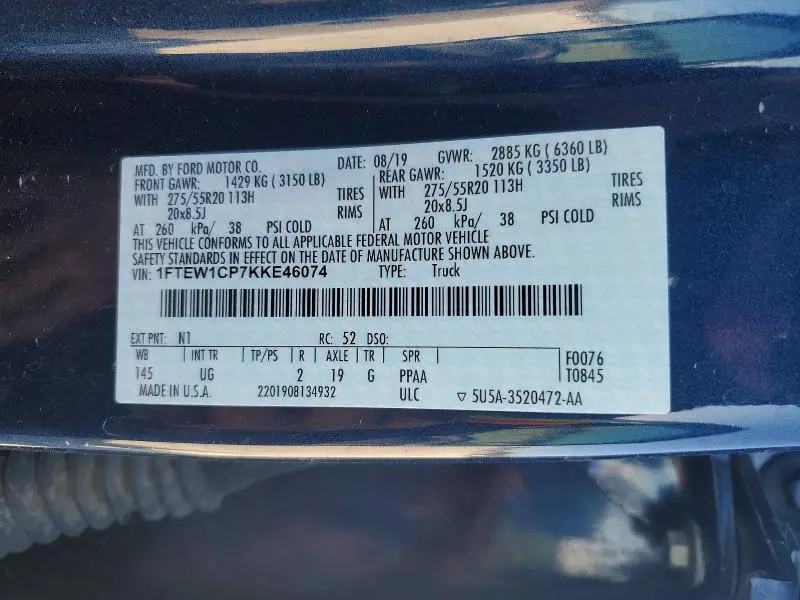 MFD. BY FORD MOTOR CO. DATE: 08/19 GVWR: 2885 KG ( 6360 LB)
FRONT GAWR: 1429 KG ( 3150 LB) REAR GAWR: 1520 KG ( 3350 LB)
WITH 275/55R20 113H TIRES WITH 275/55R20 113H TIRES
20x8.5J RIMS 20x8.5J RIMS
AT 260 kPa/ 38 PSI COLD AT 260 kPa/ 38 PSI COLD
THIS VEHICLE CONFORMS TO ALL APPLICABLE FEDERAL MOTOR VEHICLE
SAFETY STANDARDS IN EFFECT ON THE DATE OF MANUFACTURE SHOWN ABOVE.
VIN: 1FTEW1CP7KKE46074 TYPE: Truck
EXT PNT: N1 RC: 52 DSO:
WB INT TR TP/PS R AXLE TR SPR F0076
145 UG 2 19 G PPAA T0845
MADE IN U.S.A. 2201908134932 ULC ▽ 5U5A-3520472-AA